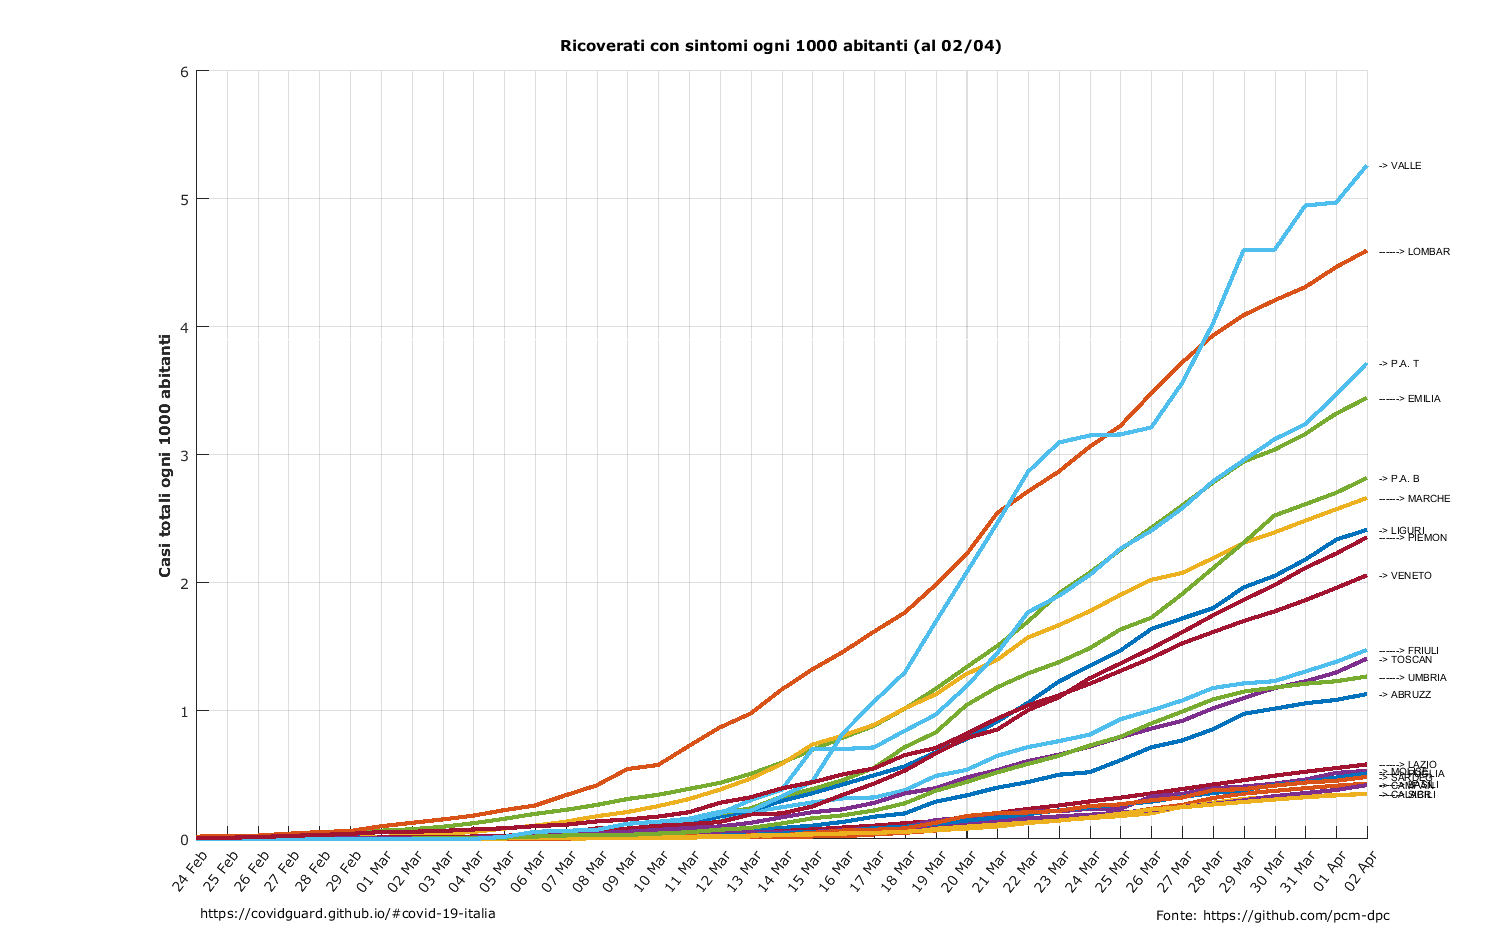 Ricoverati con sintomi ogni 1000 abitanti (al 02/04)
Casi totali ogni 1000 abitanti
6
5
4
3
2
1
0
-> VALLE
------> LOMBAR
-> P.A. T
------> EMILIA
-> P.A. B
------> MARCHE
-> LIGURI
------> PIEMON
-> VENETO
------> FRIULI
-> TOSCAN
------> UMBRIA
-> ABRUZZ
------> LAZIO
24 Feb
25 Feb
26 Feb
27 Feb
28 Feb
29 Feb
01 Mar
02 Mar
03 Mar
04 Mar
05 Mar
06 Mar
07 Mar
08 Mar
09 Mar
10 Mar
11 Mar
12 Mar
13 Mar
14 Mar
15 Mar
16 Mar
17 Mar
18 Mar
19 Mar
20 Mar
21 Mar
22 Mar
23 Mar
24 Mar
25 Mar
26 Mar
27 Mar
28 Mar
29 Mar
30 Mar
31 Mar
01 Apr
02 Apr
https://covidguard.github.io/#covid-19-italia
Fonte: https://github.com/pcm-dpc